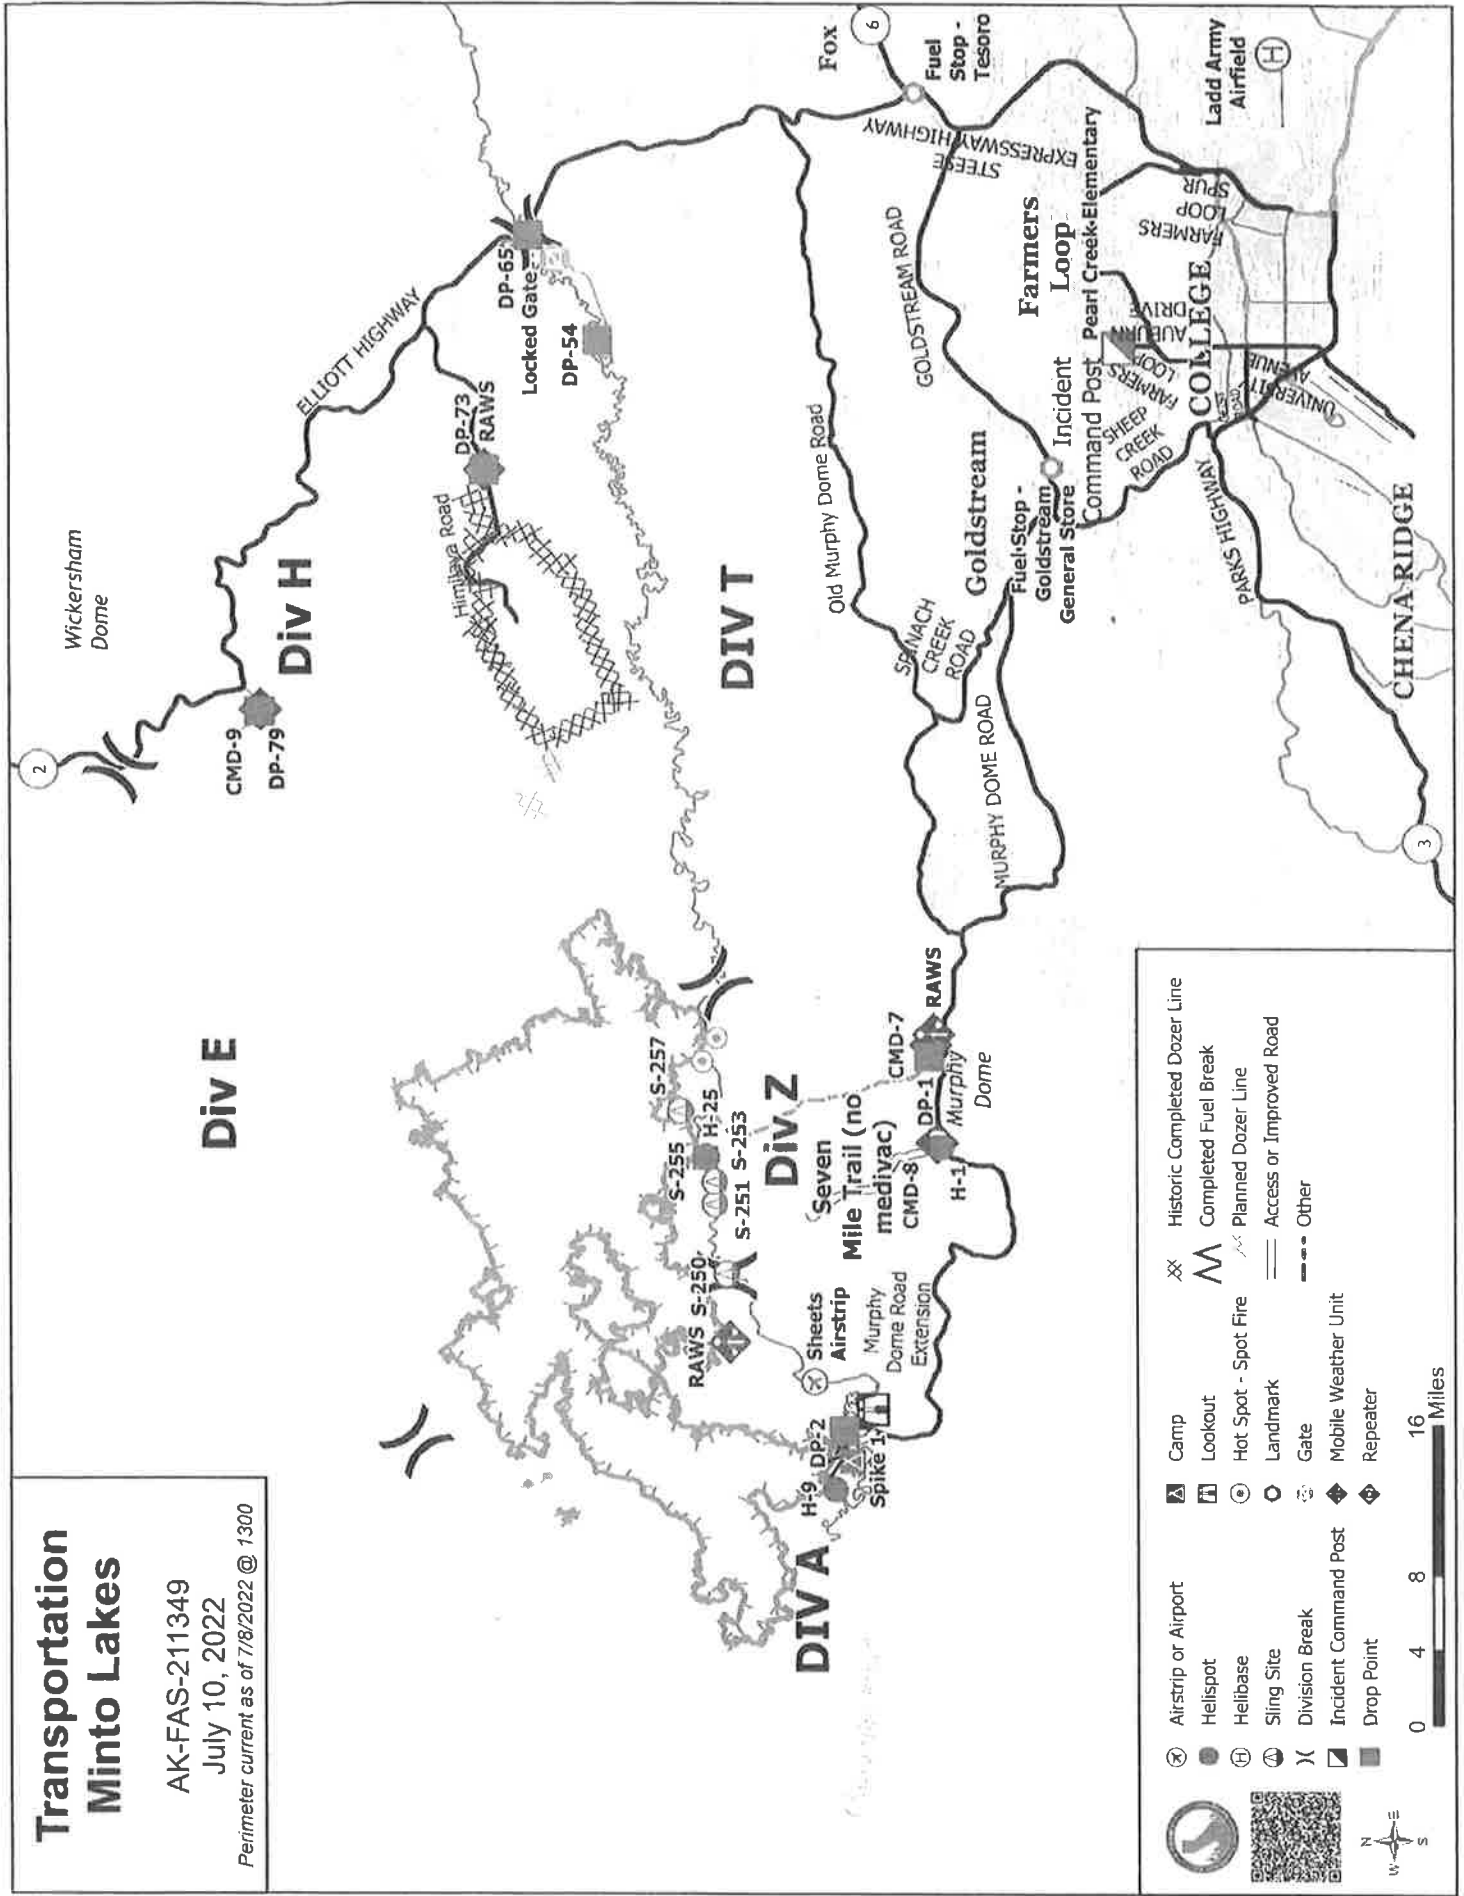 Transportation
Minto Lakes
AK-FAS-211349
July 10, 2022
Perimeter current as of 7/8/2022 @ 1300
Div E
Div H
DIV T
Div Z
DIV A
Wickersham
Dome
2
CMD-9
DP-79
ELLIOTT HIGHWAY
Himilaya Road
DP-73
RAWS
DP-65
Locked Gate
DP-54
Fox
6
Fuel
Stop -
Tesoro
STEESE
EXPRESSWAY HIGHWAY
Old Murphy Dome Road
GOLDSTREAM ROAD
SPINACH
CREEK
ROAD
MURPHY DOME ROAD
Goldstream
Fuel Stop -
Goldstream
General Store
Farmers
Loop
Incident
Command Post
Pearl Creek Elementary
SHEEP
CREEK
ROAD
FARMERS
LOOP
AUBURN
DRIVE
FARMERS
LOOP
SPUR
COLLEGE
GEIST
ROAD
UNIVERSITY
AVENUE
Ladd Army
Airfield
H
PARKS HIGHWAY
CHENA RIDGE
3
S-257
S-255
H-25
S-251
S-253
S-250
RAWS
Seven
Mile Trail (no
medivac)
CMD-8
H-1
CMD-7
RAWS
DP-1
Murphy
Dome
Sheets
Airstrip
Murphy
Dome Road
Extension
H-9
DP-2
Spike 1
Airstrip or Airport
Helispot
Helibase
Sling Site
Division Break
Incident Command Post
Drop Point
Camp
Lookout
Hot Spot - Spot Fire
Landmark
Gate
Mobile Weather Unit
Repeater
Historic Completed Dozer Line
Completed Fuel Break
Planned Dozer Line
Access or Improved Road
Other
N
W
E
S
0 4 8 16
Miles